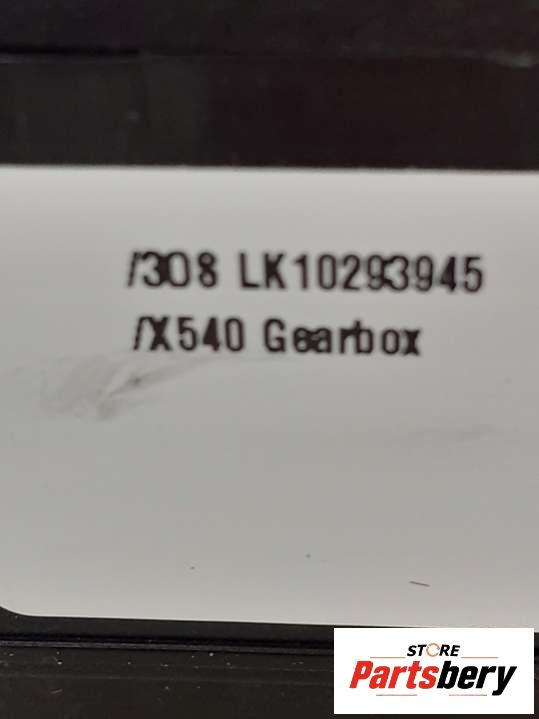 /308 LK10293945
/X540 Gearbox
STORE
Partsbery